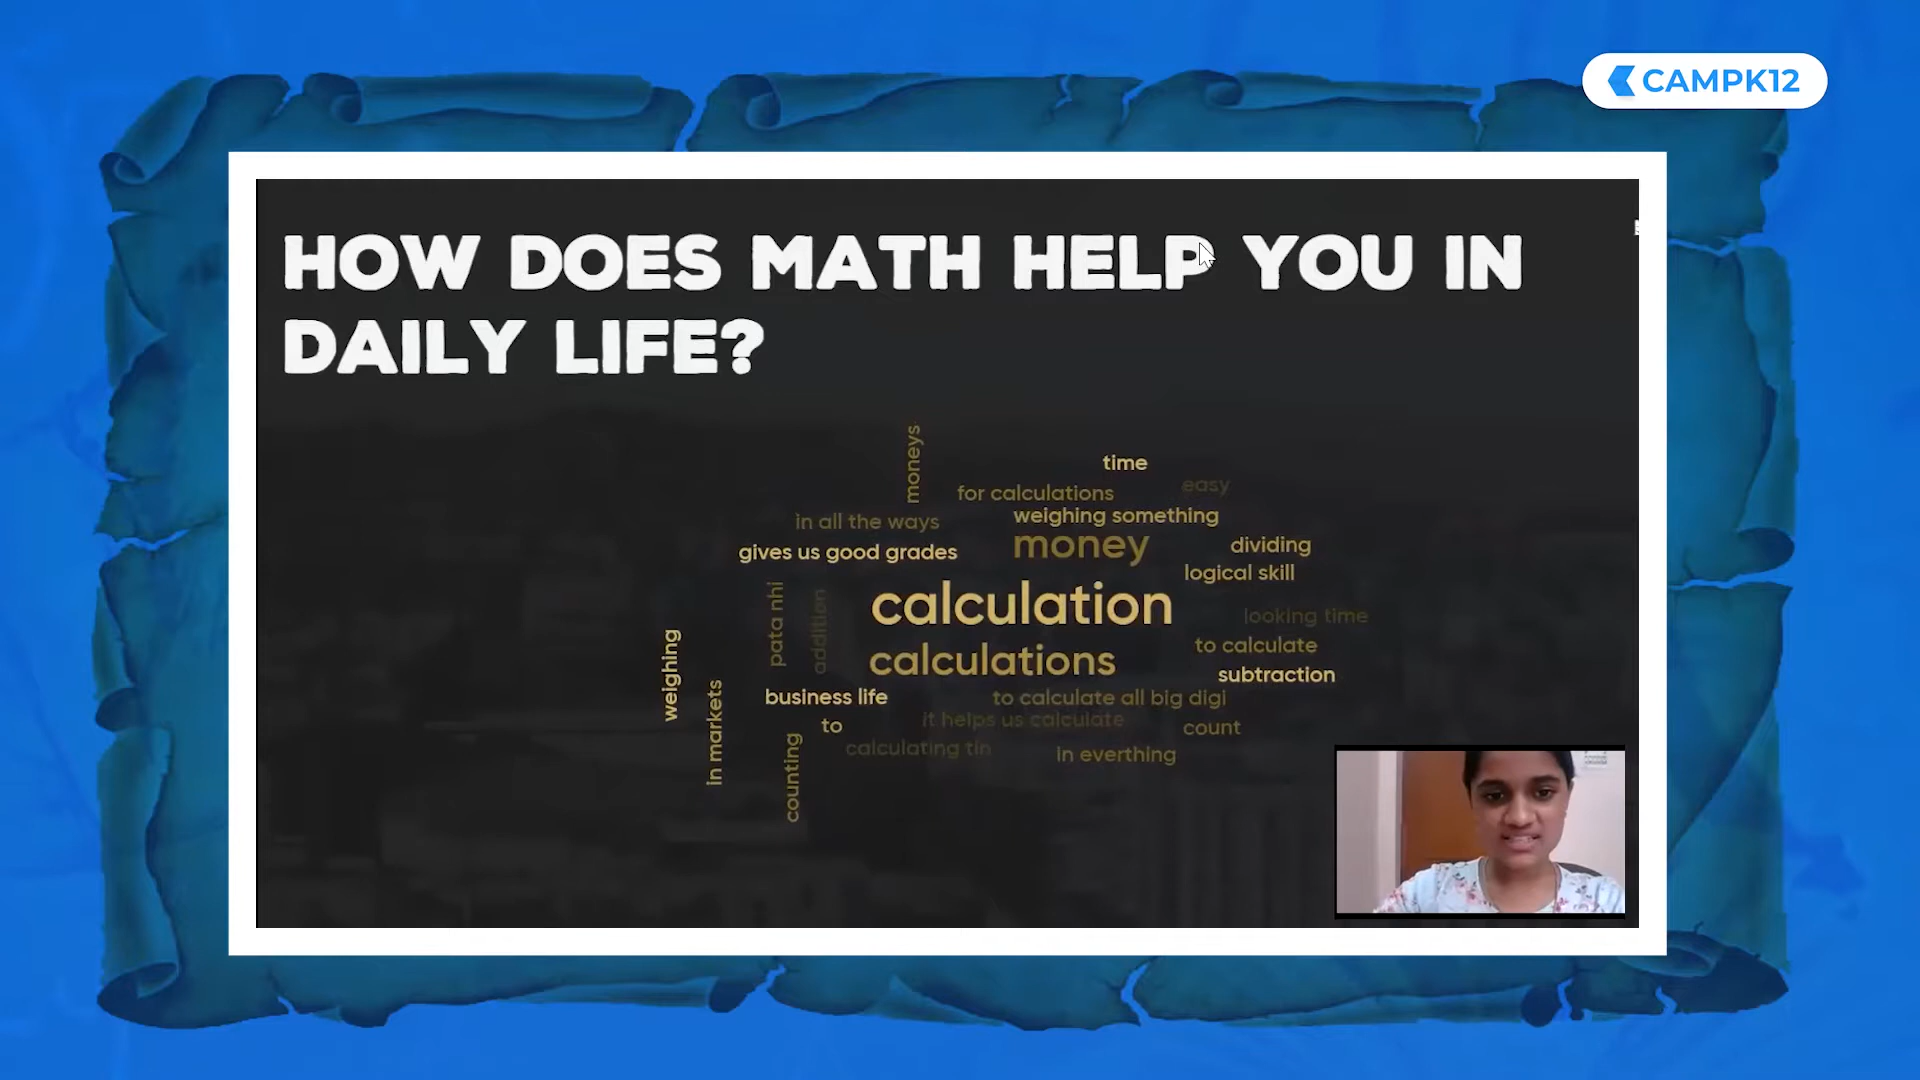 CAMPK12
HOW DOES MATH HELP YOU IN
DAILY LIFE?
moneys
time
for calculations
easy
in all the ways
weighing something
gives us good grades
money
dividing
logical skill
calculation
pata nhi
addition
looking time
weighing
calculations
to calculate
subtraction
in markets
business life
to calculate all big digi
to
it helps us calculate
count
counting
calculating tin
in everthing